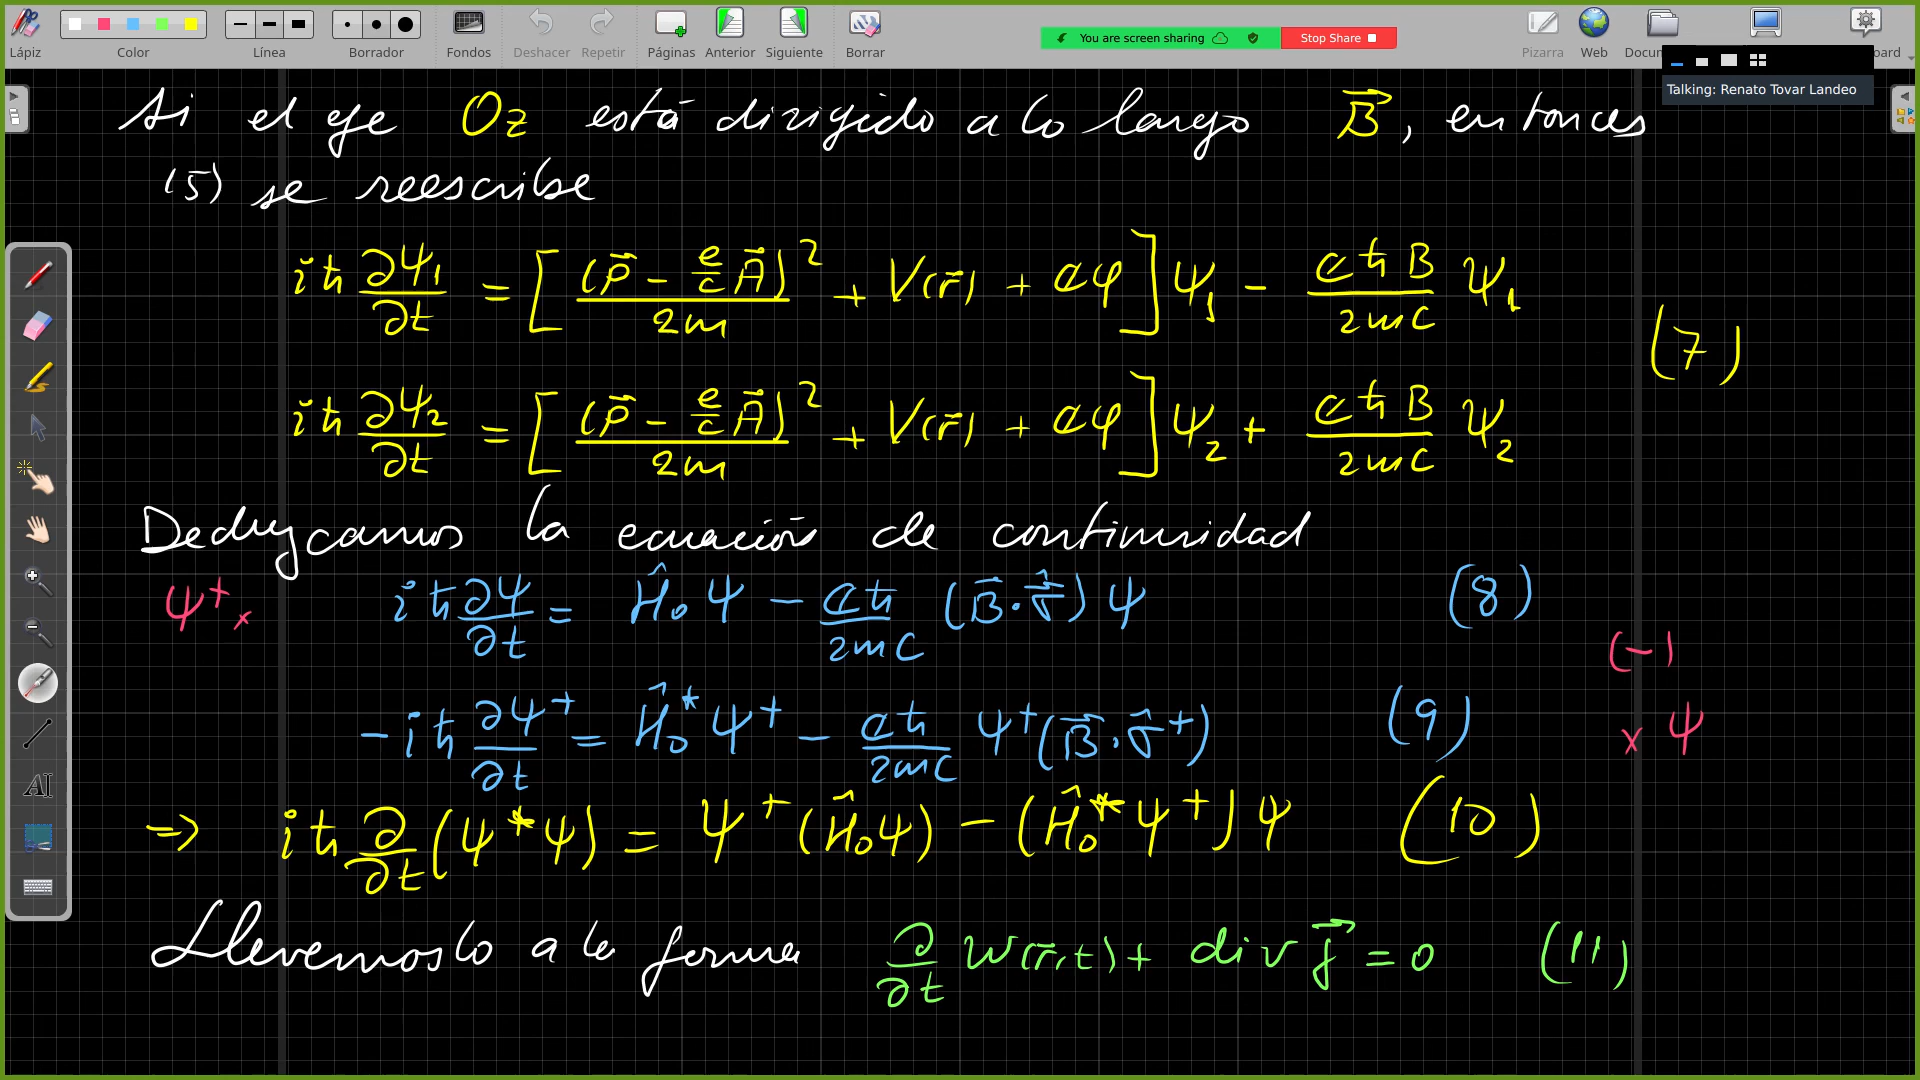 Lápiz Color Línea Borrador Fondos Deshacer Repetir Páginas Anterior Siguiente Borrar Pizarra Web
You are screen sharing Stop Share
Talking: Renato Tovar Landeo
Si el eje Oz está dirigido a lo largo B⃗, entonces
(5) se reescribe
iħ ∂Ψ₁/∂t = [ (p⃗ - e/c A⃗)²/2m + V(r⃗) + eφ ] Ψ₁ - eħB/2mc Ψ₁
(7)
iħ ∂Ψ₂/∂t = [ (p⃗ - e/c A⃗)²/2m + V(r⃗) + eφ ] Ψ₂ + eħB/2mc Ψ₂
Deduzcamos la ecuación de continuidad
Ψ⁺ₓ iħ ∂Ψ/∂t = Ĥ₀Ψ - eħ/2mc (B⃗·σ̂⃗)Ψ (8)
(-)
-iħ ∂Ψ⁺/∂t = Ĥ₀*Ψ⁺ - eħ/2mc Ψ⁺(B⃗·σ̂⃗⁺) (9) x Ψ
=> iħ ∂/∂t (Ψ*Ψ) = Ψ⁺(Ĥ₀Ψ) - (Ĥ₀*Ψ⁺)Ψ (10)
Llevemoslo a la forma ∂/∂t W(r⃗,t) + div j⃗ = 0 (11)